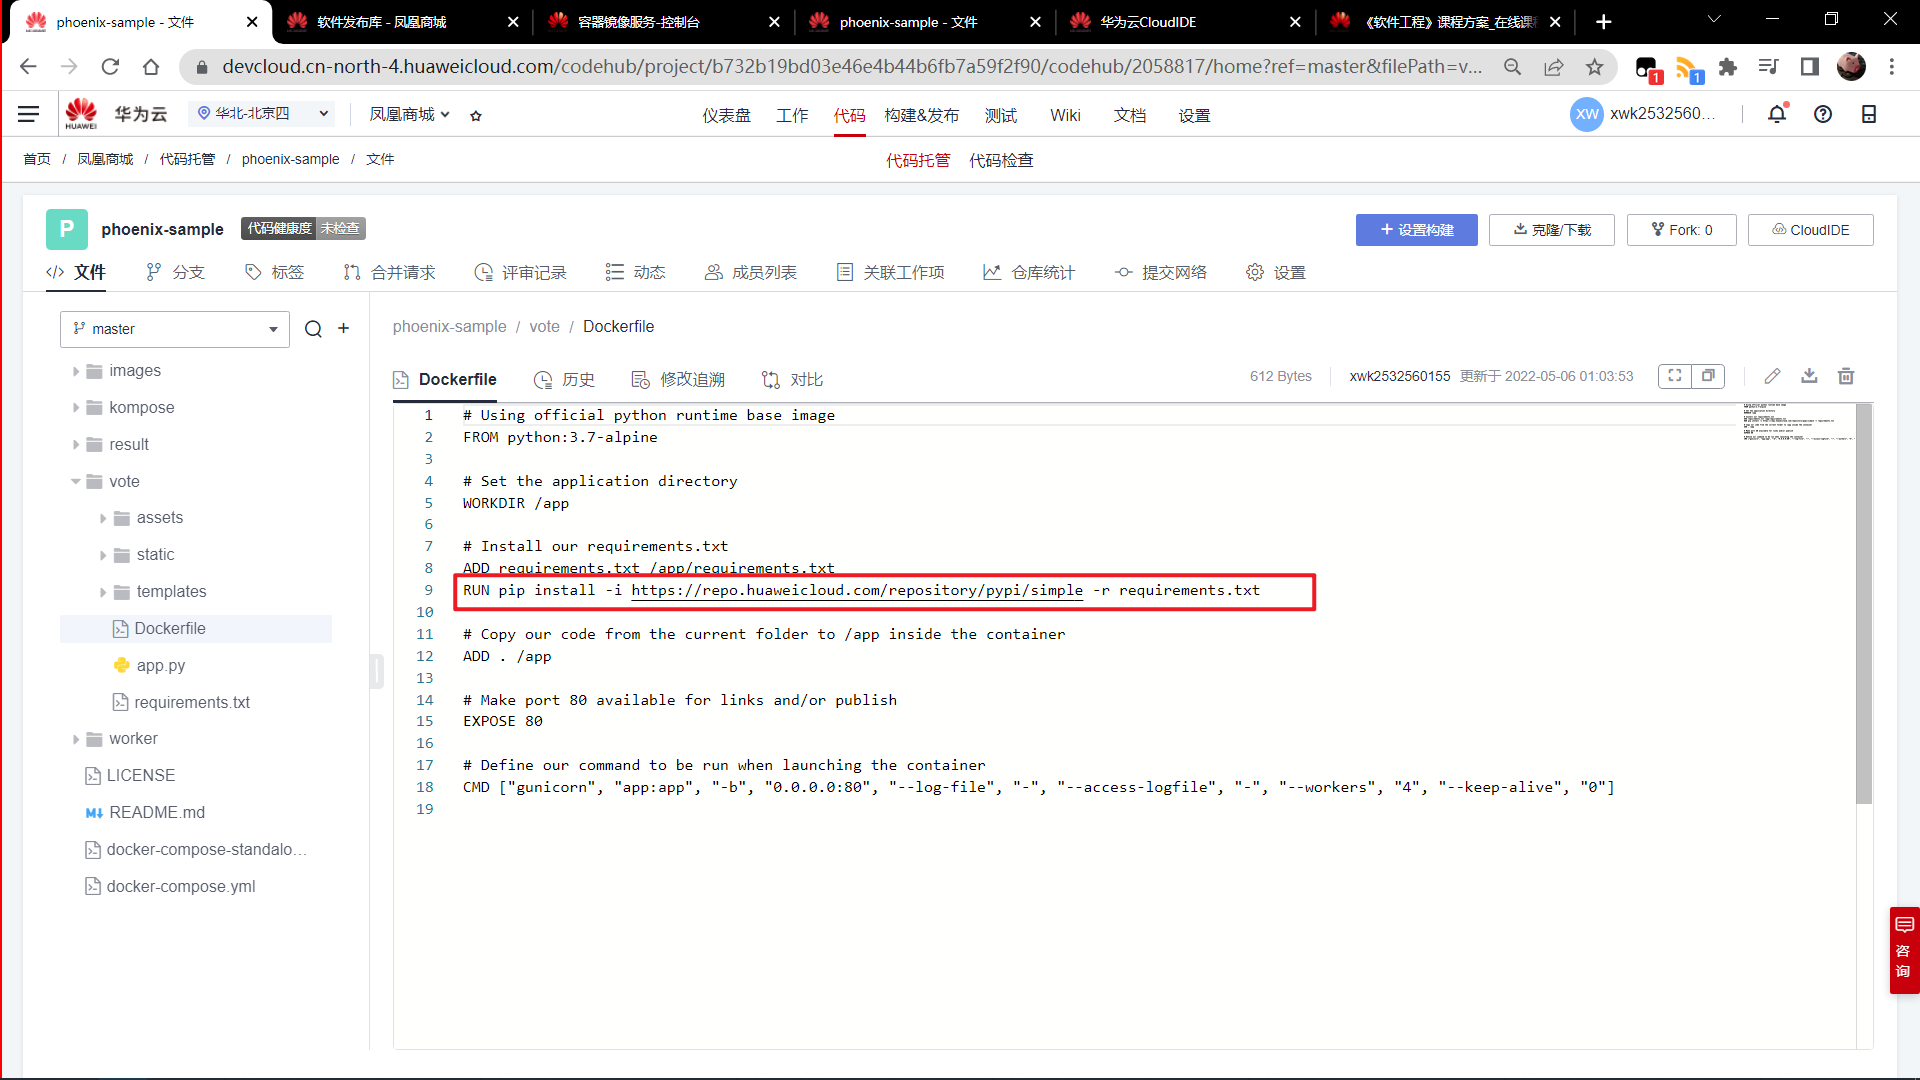 phoenix-sample - 文件
软件发布库 - 凤凰商城
容器镜像服务-控制台
phoenix-sample - 文件
华为云CloudIDE
《软件工程》课程方案_在线课
devcloud.cn-north-4.huaweicloud.com/codehub/project/b732b19bd03e46e4b44b6fb7a59f2f90/codehub/2058817/home?ref=master&filePath=v...
1
1
HUAWEI
华为云
华北-北京四
凤凰商城
仪表盘
工作
代码
构建&发布
测试
Wiki
文档
设置
XW
xwk2532560...
首页 / 凤凰商城 / 代码托管 / phoenix-sample / 文件
代码托管
代码检查
P
phoenix-sample
代码健康度 未检查
+ 设置构建
克隆/下载
Fork: 0
CloudIDE
文件
分支
标签
合并请求
评审记录
动态
成员列表
关联工作项
仓库统计
提交网络
设置
master
images
kompose
result
vote
assets
static
templates
Dockerfile
app.py
requirements.txt
worker
LICENSE
README.md
docker-compose-standalo...
docker-compose.yml
phoenix-sample / vote / Dockerfile
Dockerfile
历史
修改追溯
对比
612 Bytes
xwk2532560155 更新于 2022-05-06 01:03:53
1 # Using official python runtime base image
2 FROM python:3.7-alpine
3
4 # Set the application directory
5 WORKDIR /app
6
7 # Install our requirements.txt
8 ADD requirements.txt /app/requirements.txt
9 RUN pip install -i https://repo.huaweicloud.com/repository/pypi/simple -r requirements.txt
10
11 # Copy our code from the current folder to /app inside the container
12 ADD . /app
13
14 # Make port 80 available for links and/or publish
15 EXPOSE 80
16
17 # Define our command to be run when launching the container
18 CMD ["gunicorn", "app:app", "-b", "0.0.0.0:80", "--log-file", "-", "--access-logfile", "-", "--workers", "4", "--keep-alive", "0"]
19
咨
询